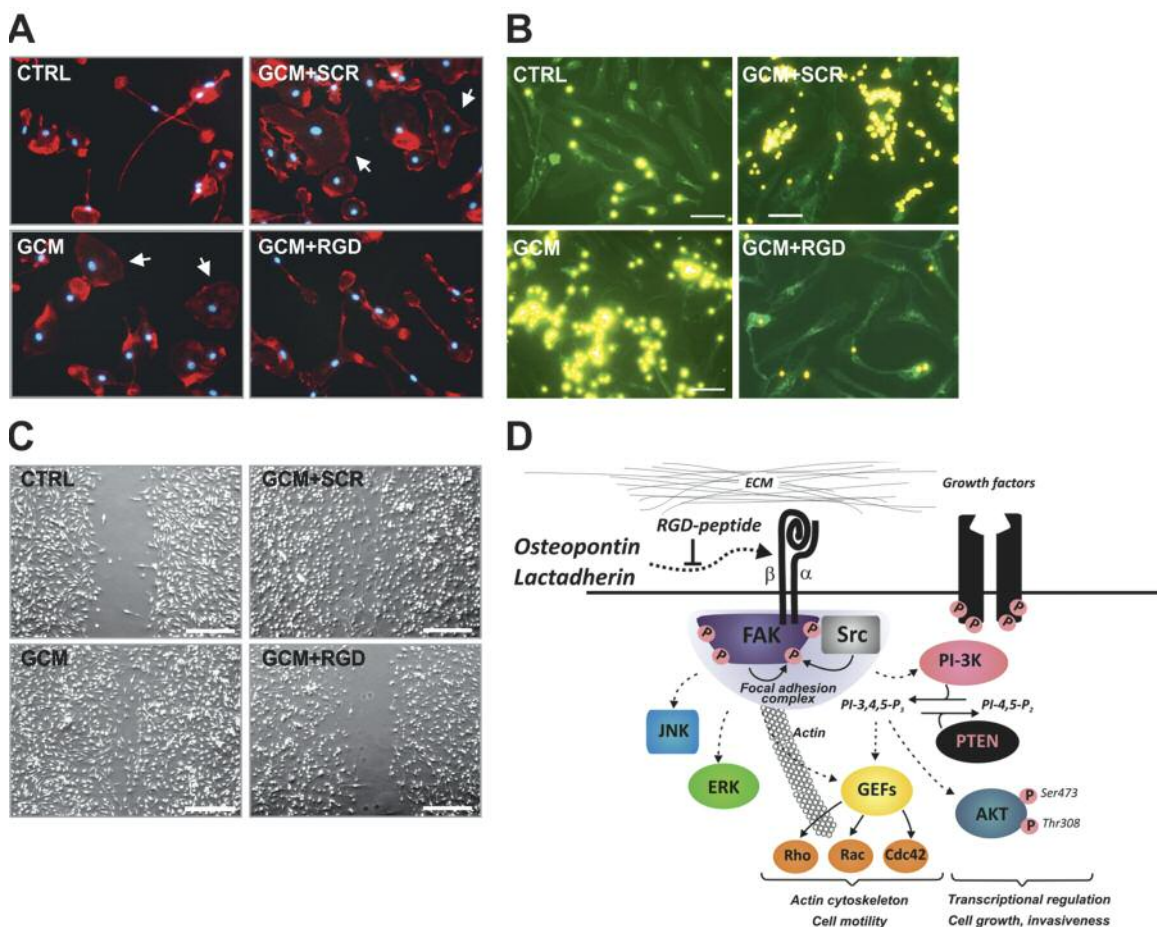 A
CTRL
GCM+SCR
GCM
GCM+RGD
B
CTRL
GCM+SCR
GCM
GCM+RGD
C
CTRL
GCM+SCR
GCM
GCM+RGD
D
ECM
Growth factors
RGD-peptide
Osteopontin
Lactadherin
β
α
P
P
P
P
P
P
P
P
FAK
Src
PI-3K
Focal adhesion
complex
PI-3,4,5-P3
PI-4,5-P2
JNK
Actin
PTEN
ERK
GEFs
AKT
P
Ser473
P
Thr308
Rho
Rac
Cdc42
Actin cytoskeleton
Cell motility
Transcriptional regulation
Cell growth, invasiveness